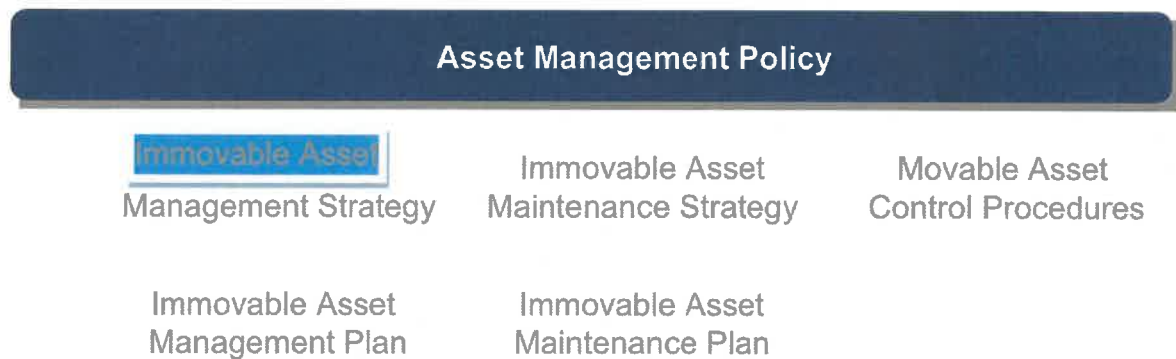 Asset Management Policy
Immovable Asset
Management Strategy
Immovable Asset
Maintenance Strategy
Movable Asset
Control Procedures
Immovable Asset
Management Plan
Immovable Asset
Maintenance Plan